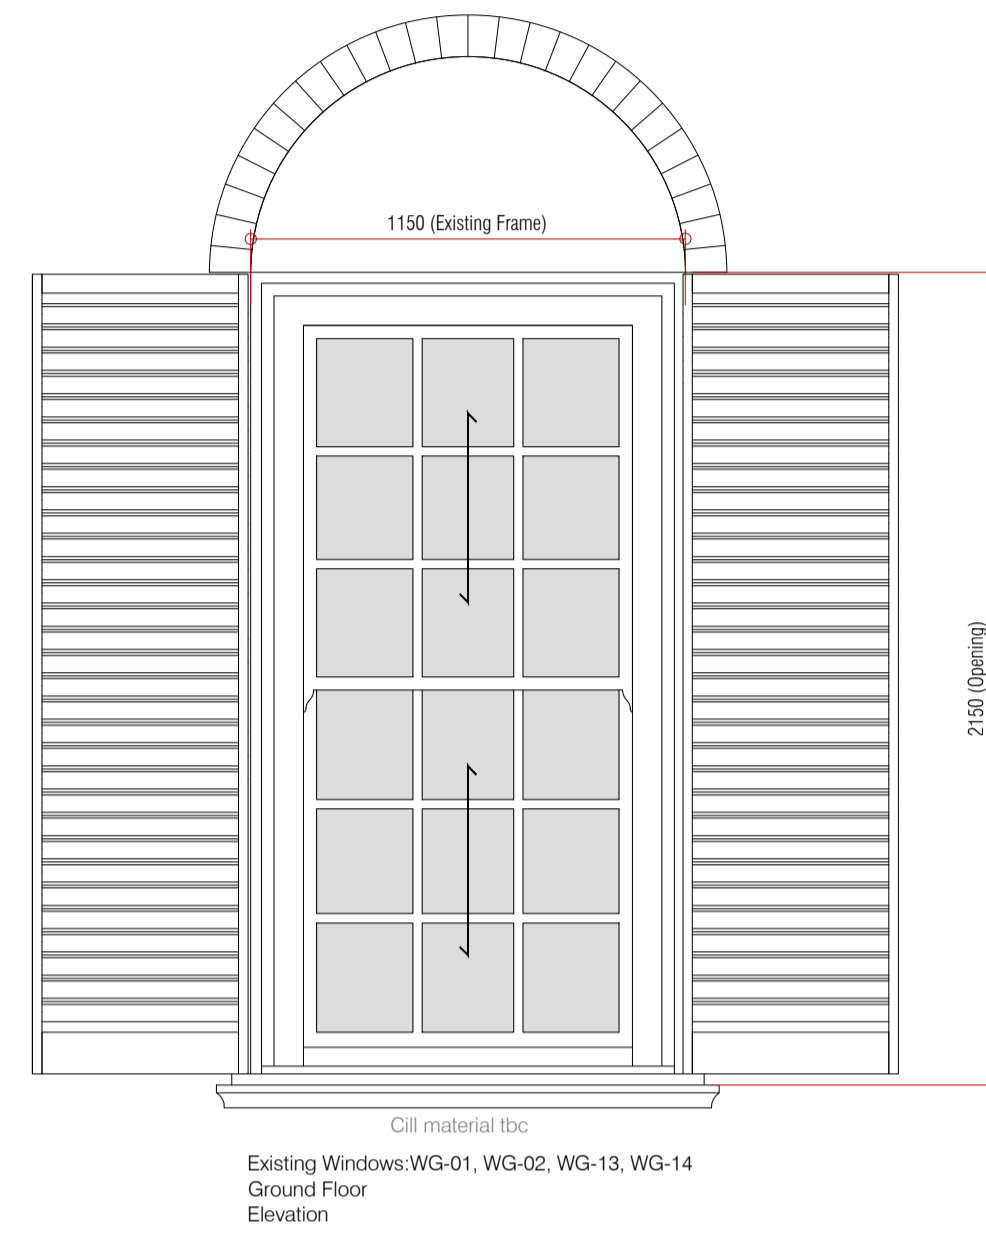 1150 (Existing Frame)
2150 (Opening)
Cill material tbc
Existing Windows:WG-01, WG-02, WG-13, WG-14
Ground Floor
Elevation